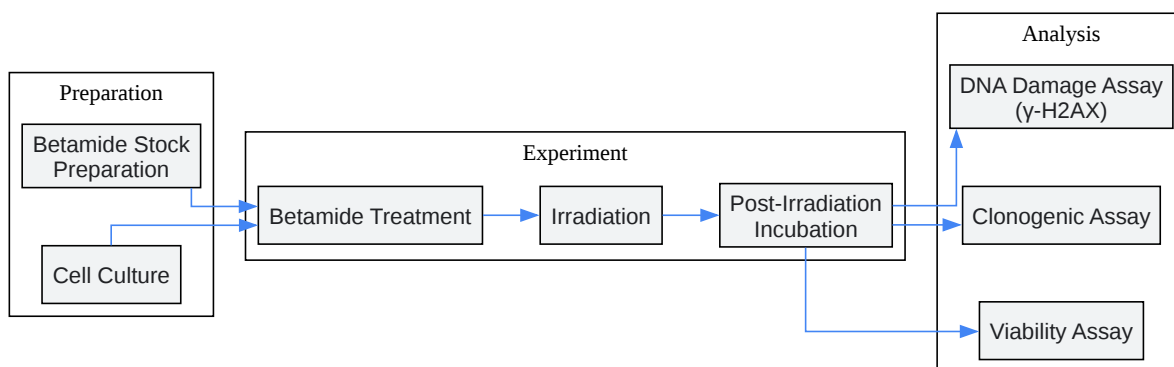 Preparation
Betamide Stock
Preparation
Cell Culture
Experiment
Betamide Treatment
Irradiation
Post-Irradiation
Incubation
Analysis
DNA Damage Assay
(γ-H2AX)
Clonogenic Assay
Viability Assay